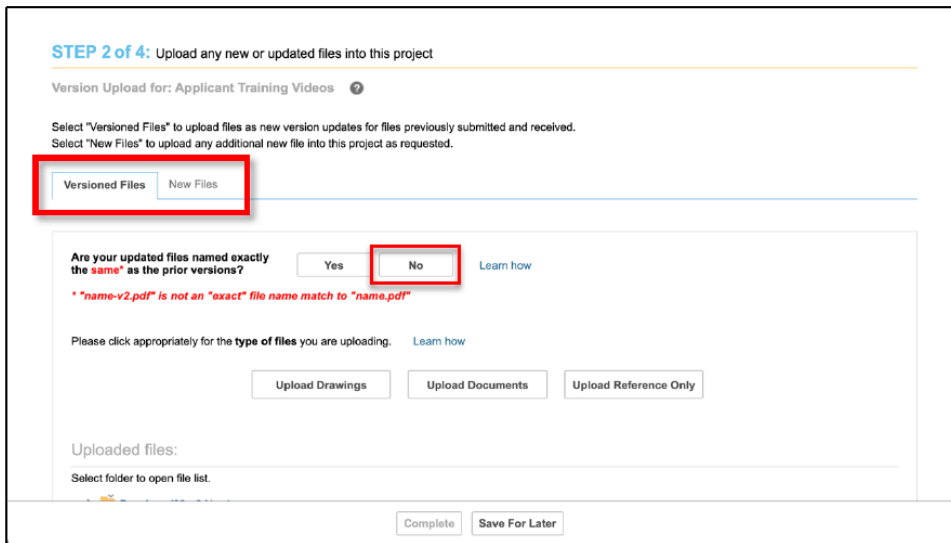 STEP 2 of 4: Upload any new or updated files into this project
Version Upload for: Applicant Training Videos ?
Select "Versioned Files" to upload files as new version updates for files previously submitted and received.
Select "New Files" to upload any additional new file into this project as requested.
Versioned Files New Files
Are your updated files named exactly
the same* as the prior versions? Yes No Learn how
* "name-v2.pdf" is not an "exact" file name match to "name.pdf"
Please click appropriately for the type of files you are uploading. Learn how
Upload Drawings Upload Documents Upload Reference Only
Uploaded files:
Select folder to open file list.
Complete Save For Later